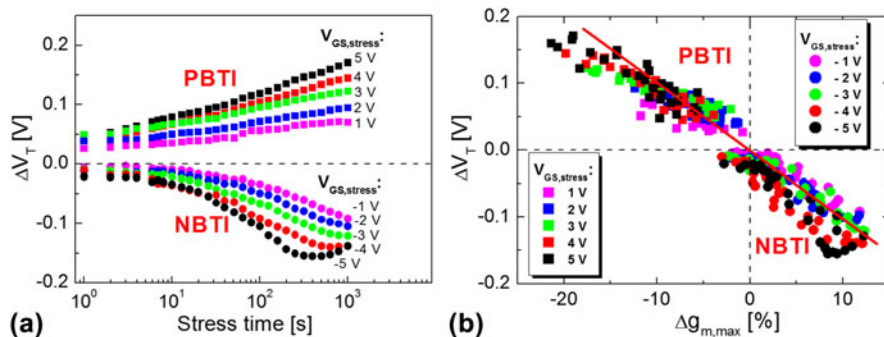 V_GS,stress:
5 V
4 V
3 V
2 V
1 V
PBTI
V_GS,stress:
-1 V
-2 V
-3 V
-4 V
-5 V
NBTI
0.2
0.1
0.0
-0.1
-0.2
ΔV_T [V]
10^0 10^1 10^2 10^3
Stress time [s]
(a)
PBTI
V_GS,stress:
- 1 V
- 2 V
- 3 V
- 4 V
- 5 V
V_GS,stress:
1 V
2 V
3 V
4 V
5 V
NBTI
0.2
0.1
0.0
-0.1
-0.2
ΔV_T [V]
-20 -10 0 10
Δg_m,max [%]
(b)